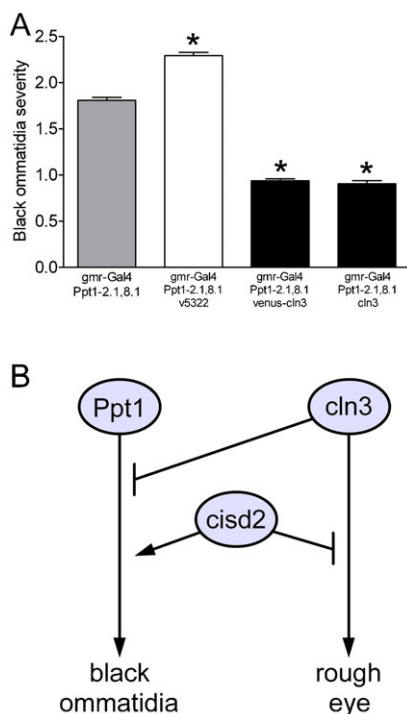 A
Black ommatidia severity
2.5
2.0
1.5
1.0
0.5
0.0
*
*
*
gmr-Gal4
Ppt1-2.1,8.1
gmr-Gal4
Ppt1-2.1,8.1
v5322
gmr-Gal4
Ppt1-2.1,8.1
venus-cln3
gmr-Gal4
Ppt1-2.1,8.1
cln3
B
Ppt1
cln3
cisd2
black
ommatidia
rough
eye